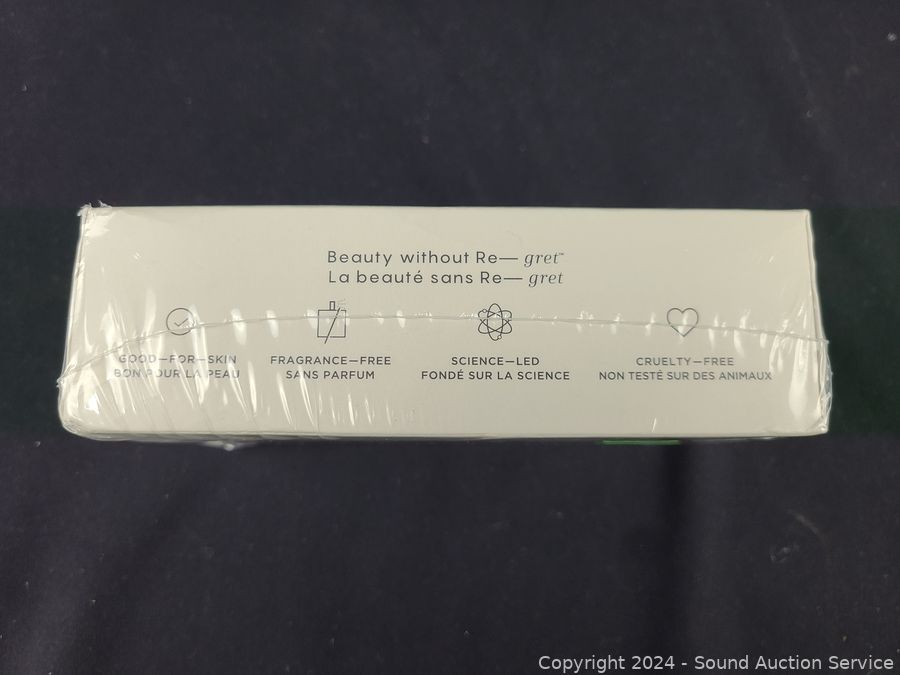 Beauty without Re— gret™
La beauté sans Re— gret
GOOD—FOR—SKIN
BON POUR LA PEAU
FRAGRANCE—FREE
SANS PARFUM
SCIENCE—LED
FONDÉ SUR LA SCIENCE
CRUELTY—FREE
NON TESTÉ SUR DES ANIMAUX
Copyright 2024 - Sound Auction Service